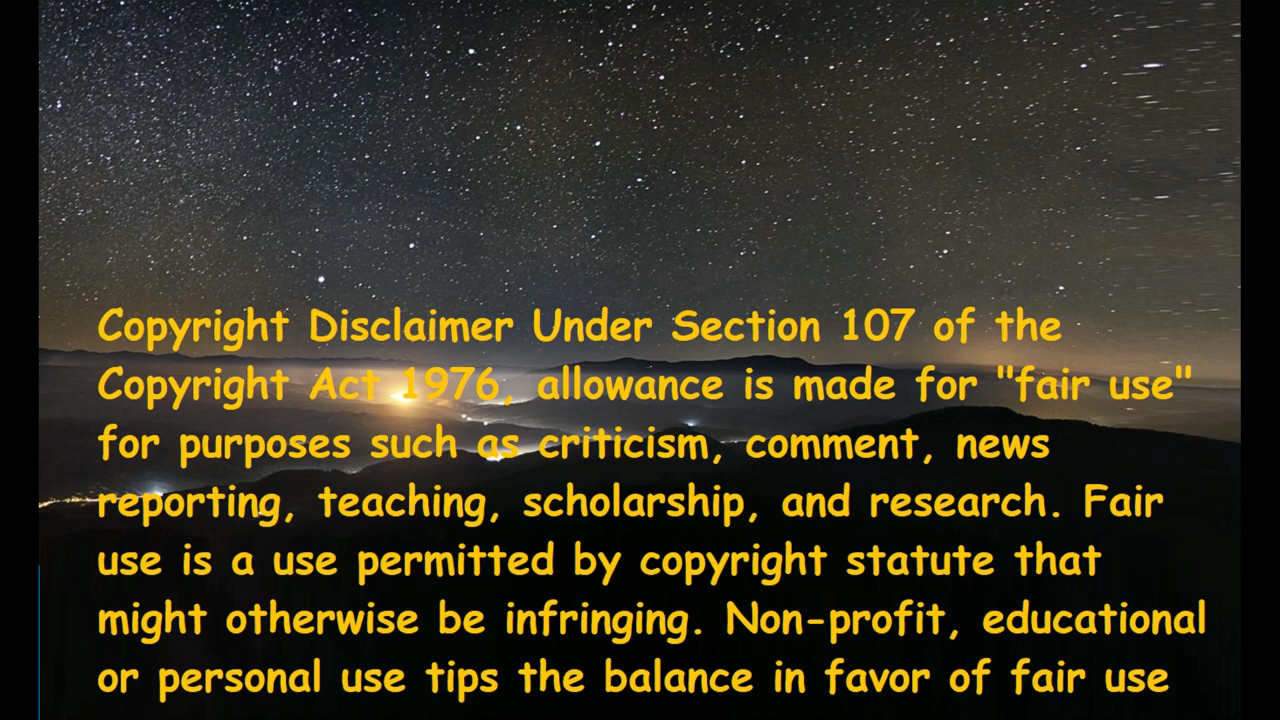 Copyright Disclaimer Under Section 107 of the
Copyright Act 1976, allowance is made for "fair use"
for purposes such as criticism, comment, news
reporting, teaching, scholarship, and research. Fair
use is a use permitted by copyright statute that
might otherwise be infringing. Non-profit, educational
or personal use tips the balance in favor of fair use